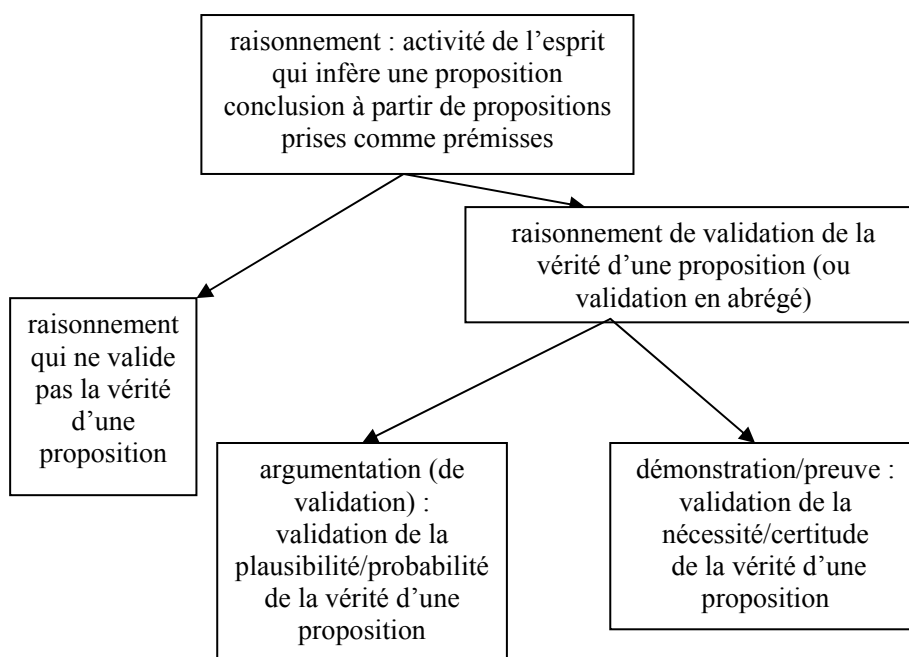 raisonnement : activité de l’esprit
qui infère une proposition
conclusion à partir de propositions
prises comme prémisses
raisonnement de validation de la
vérité d’une proposition (ou
validation en abrégé)
raisonnement
qui ne valide
pas la vérité
d’une
proposition
argumentation (de
validation) :
validation de la
plausibilité/probabilité
de la vérité d’une
proposition
démonstration/preuve :
validation de la
nécessité/certitude
de la vérité d’une
proposition